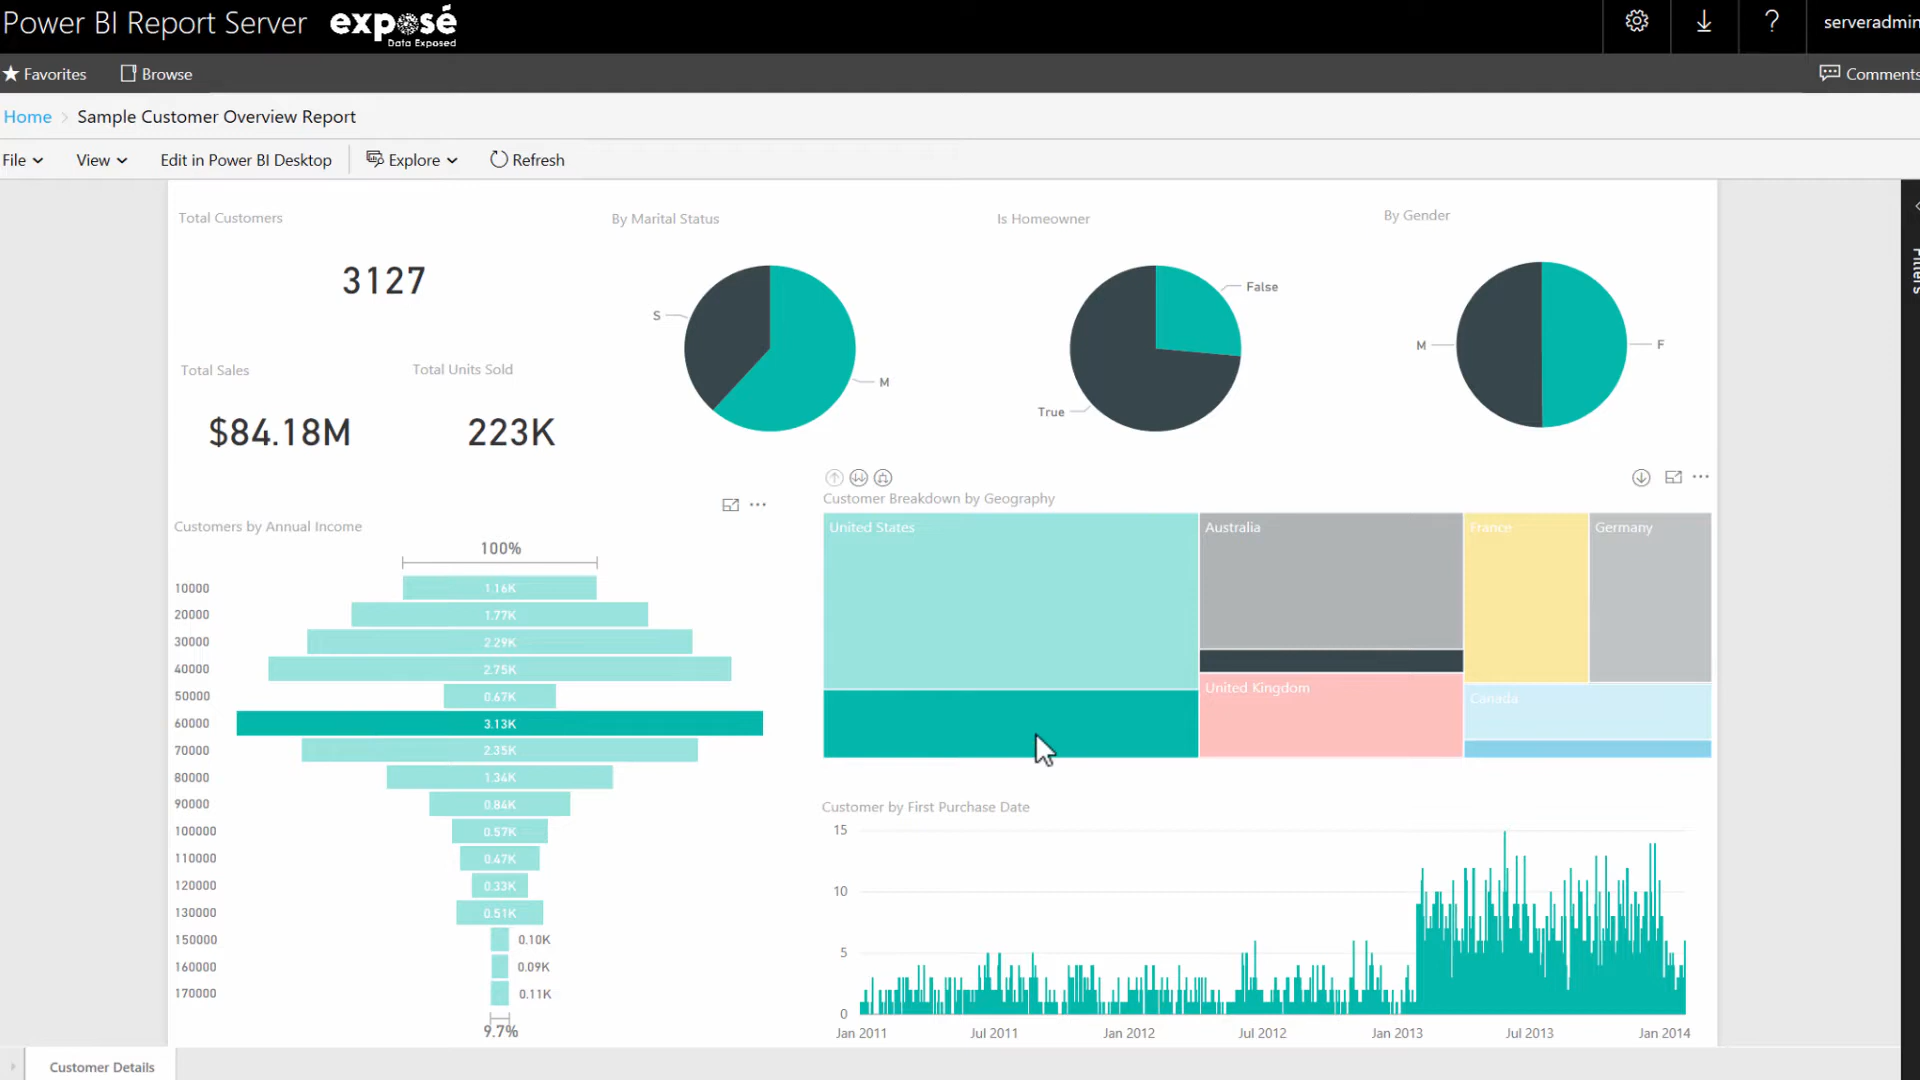 Power BI Report Server
exposé
Data Exposed
?
serveradmin
Favorites
Browse
Comments
Home
Sample Customer Overview Report
File
View
Edit in Power BI Desktop
Explore
Refresh
Filters
Total Customers
3127
By Marital Status
S
M
Is Homeowner
False
True
By Gender
M
F
Total Sales
$84.18M
Total Units Sold
223K
Customers by Annual Income
100%
10000 1.16K
20000 1.77K
30000 2.29K
40000 2.75K
50000 0.67K
60000 3.13K
70000 2.35K
80000 1.34K
90000 0.84K
100000 0.57K
110000 0.47K
120000 0.33K
130000 0.51K
150000 0.10K
160000 0.09K
170000 0.11K
9.7%
Customer Breakdown by Geography
United States
Australia
France
Germany
United Kingdom
Canada
Customer by First Purchase Date
15
10
5
0
Jan 2011 Jul 2011 Jan 2012 Jul 2012 Jan 2013 Jul 2013 Jan 2014
Customer Details